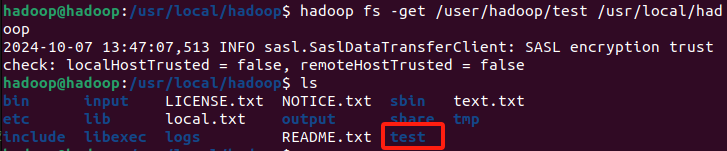 hadoop@hadoop:/usr/local/hadoop$ hadoop fs -get /user/hadoop/test /usr/local/had
oop
2024-10-07 13:47:07,513 INFO sasl.SaslDataTransferClient: SASL encryption trust
check: localHostTrusted = false, remoteHostTrusted = false
hadoop@hadoop:/usr/local/hadoop$ ls
bin input LICENSE.txt NOTICE.txt sbin text.txt
etc lib local.txt output share tmp
include libexec logs README.txt test